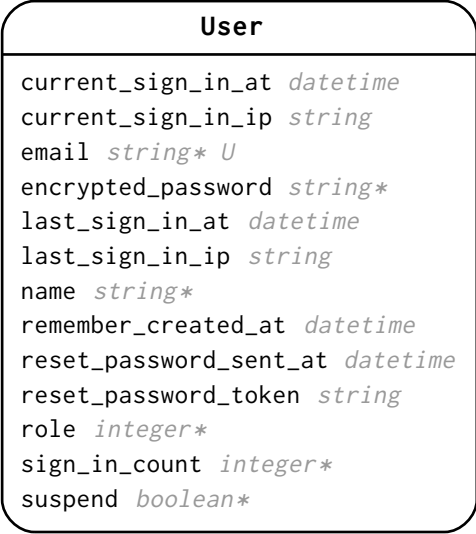 User
current_sign_in_at datetime
current_sign_in_ip string
email string* U
encrypted_password string*
last_sign_in_at datetime
last_sign_in_ip string
name string*
remember_created_at datetime
reset_password_sent_at datetime
reset_password_token string
role integer*
sign_in_count integer*
suspend boolean*